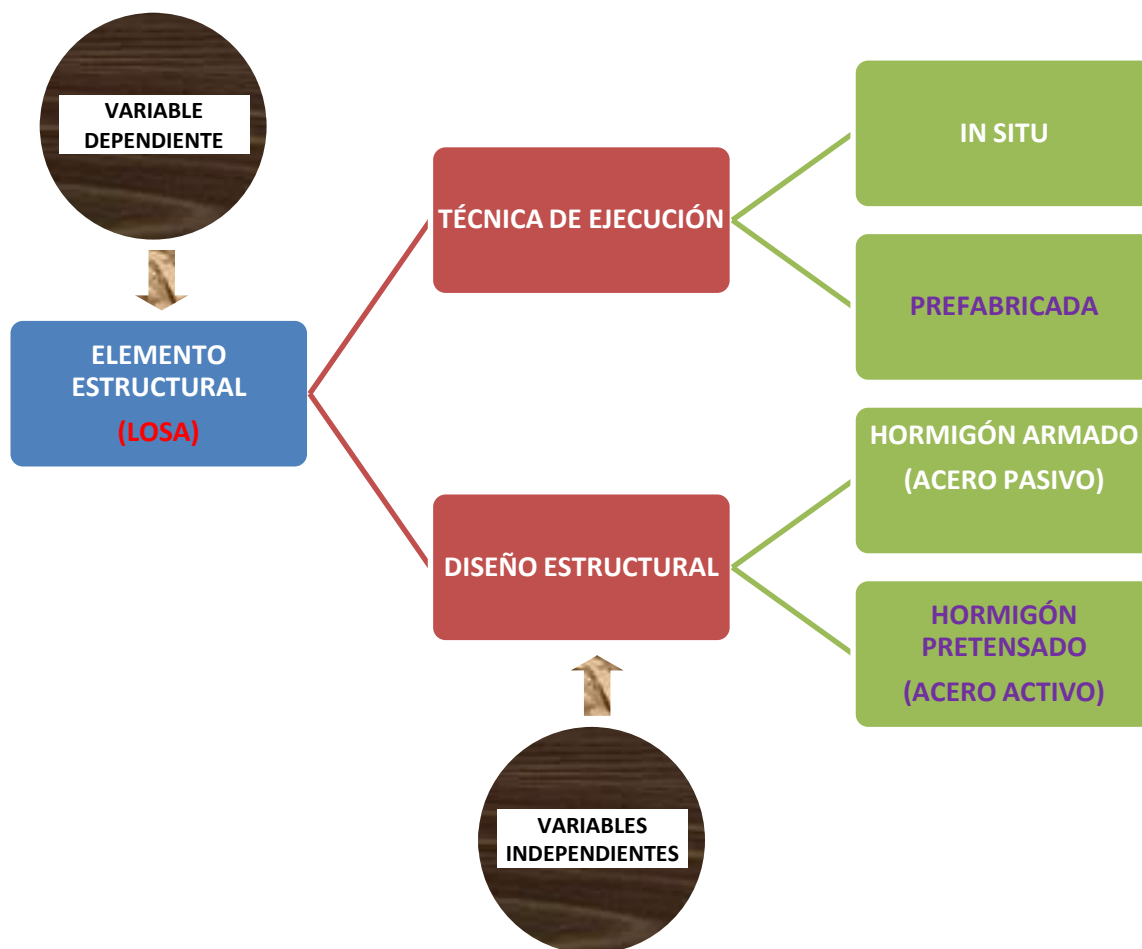 VARIABLE
DEPENDIENTE
ELEMENTO
ESTRUCTURAL
(LOSA)
TÉCNICA DE EJECUCIÓN
IN SITU
PREFABRICADA
DISEÑO ESTRUCTURAL
HORMIGÓN ARMADO
(ACERO PASIVO)
HORMIGÓN
PRETENSADO
(ACERO ACTIVO)
VARIABLES
INDEPENDIENTES